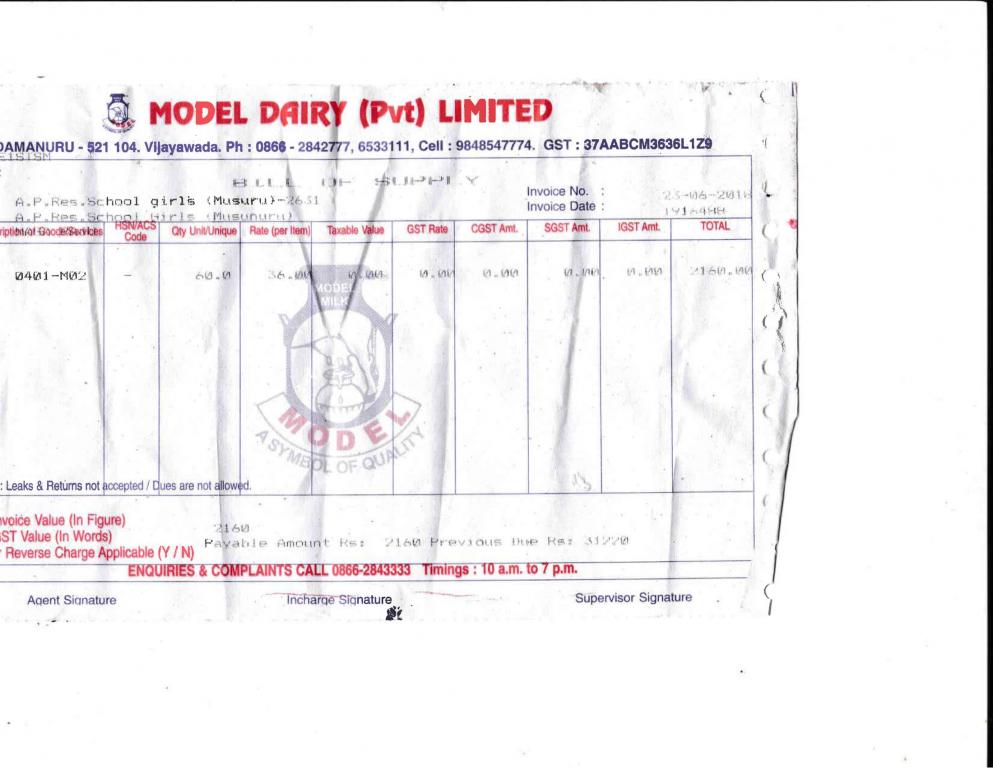 MODEL DAIRY (Pvt) LIMITED
DAMANURU - 521 104. Vijayawada. Ph : 0866 - 2842777, 6533111, Cell : 9848547774. GST : 37AABCM3636L1Z9
BILL OF SUPPLY
Invoice No. : 23-06-2018
A.P.Res.School girls (Musuru)-2631
Invoice Date : 1916488
A.P.Res.School Girls (Musunuru)
ription of Goods/Services HSN/ACS Code Qty Unit/Unique Rate (per Item) Taxable Value GST Rate CGST Amt. SGST Amt. IGST Amt. TOTAL
0401-M02 - 60.0 36.00 0.00 0.00 0.00 0.00 0.00 2160.00
MODEL
MILK
MODEL
A SYMBOL OF QUALITY
: Leaks & Returns not accepted / Dues are not allowed.
nvoice Value (In Figure) 2160
ST Value (In Words) Payable Amount Rs: 2160 Previous Due Rs: 31220
Reverse Charge Applicable (Y / N)
ENQUIRIES & COMPLAINTS CALL 0866-2843333 Timings : 10 a.m. to 7 p.m.
Agent Signature Incharge Signature Supervisor Signature